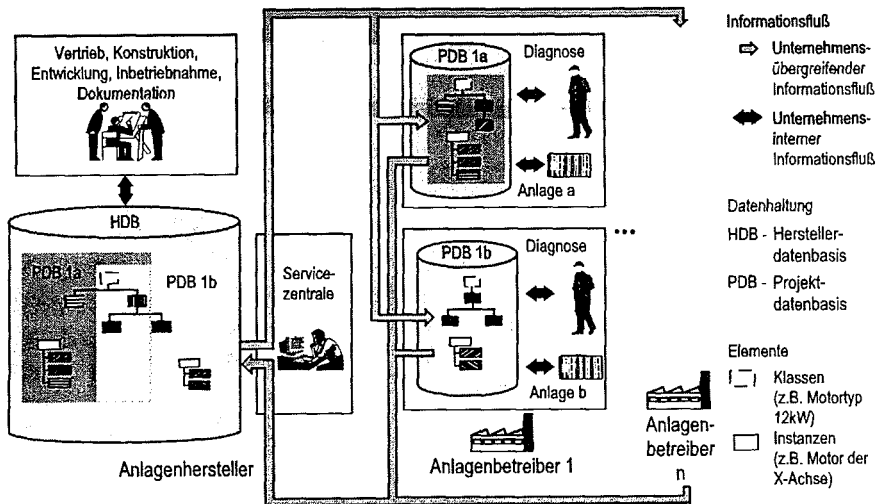 Vertrieb, Konstruktion,
Entwicklung, Inbetriebnahme,
Dokumentation
HDB
PDB 1a
PDB 1b
Service-
zentrale
Anlagenhersteller
PDB 1a
Diagnose
Anlage a
PDB 1b
Diagnose
Anlage b
...
Anlagenbetreiber 1
Anlagen-
betreiber
n
Informationsfluß
Unternehmens-
übergreifender
Informationsfluß
Unternehmens-
interner
Informationsfluß
Datenhaltung
HDB - Hersteller-
datenbasis
PDB - Projekt-
datenbasis
Elemente
Klassen
(z.B. Motortyp
12kW)
Instanzen
(z.B. Motor der
X-Achse)